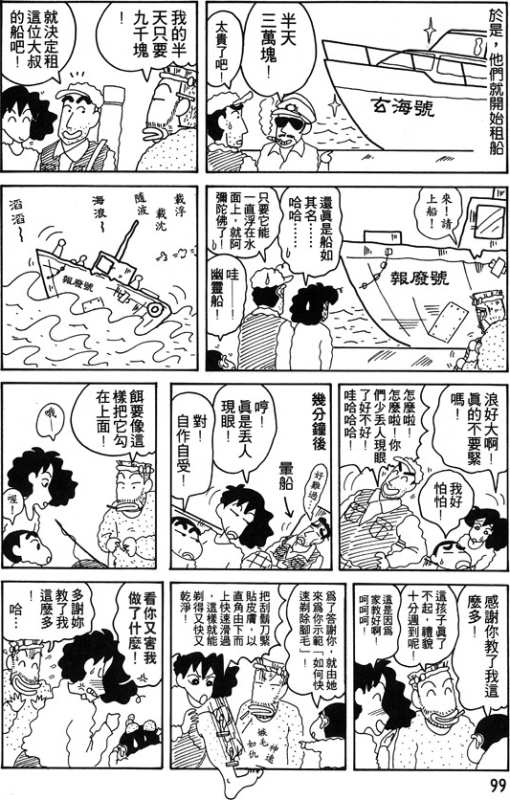 於是，他們就開始租船
玄海號
半天
三萬塊！
太貴了吧！
我的半
天只要
九千塊
！
就決定租
這位大叔
的船吧！
來！請
上船！
報廢號
還真是船如
其名……
哈哈……
只要它能
一直浮在水
面上，就阿
彌陀佛了！
哇！
幽靈船！
載浮
載沈
隨波
海浪～
滔
滔～
報廢號
浪好大啊！
真的不要緊
嗎！
我好
怕怕！
怎麼啦！
怎麼啦！你
們少丟人現眼
了好不好！
哇哈哈哈！
幾分鐘後
暈船
好難過…
哼！
真是丟人
現眼！
對！
自作自受！
餌要像這
樣把它勾
在上面！
哦～
喔！
感謝你教了我這
麼多！
這孩子真了
不起，禮貌
十分週到呢！
這是因為
家教好啊！
呵呵呵！
為了答謝你，就由她
來為你示範「如何快
速剃除腳毛」！
把刮鬍刀緊
貼皮膚，以
直角由下而
上快速滑過
，這樣就能
剃得又快又
乾淨！
看你又害我
做了什麼！
多謝妳
教了我
這麼多
哈…
99